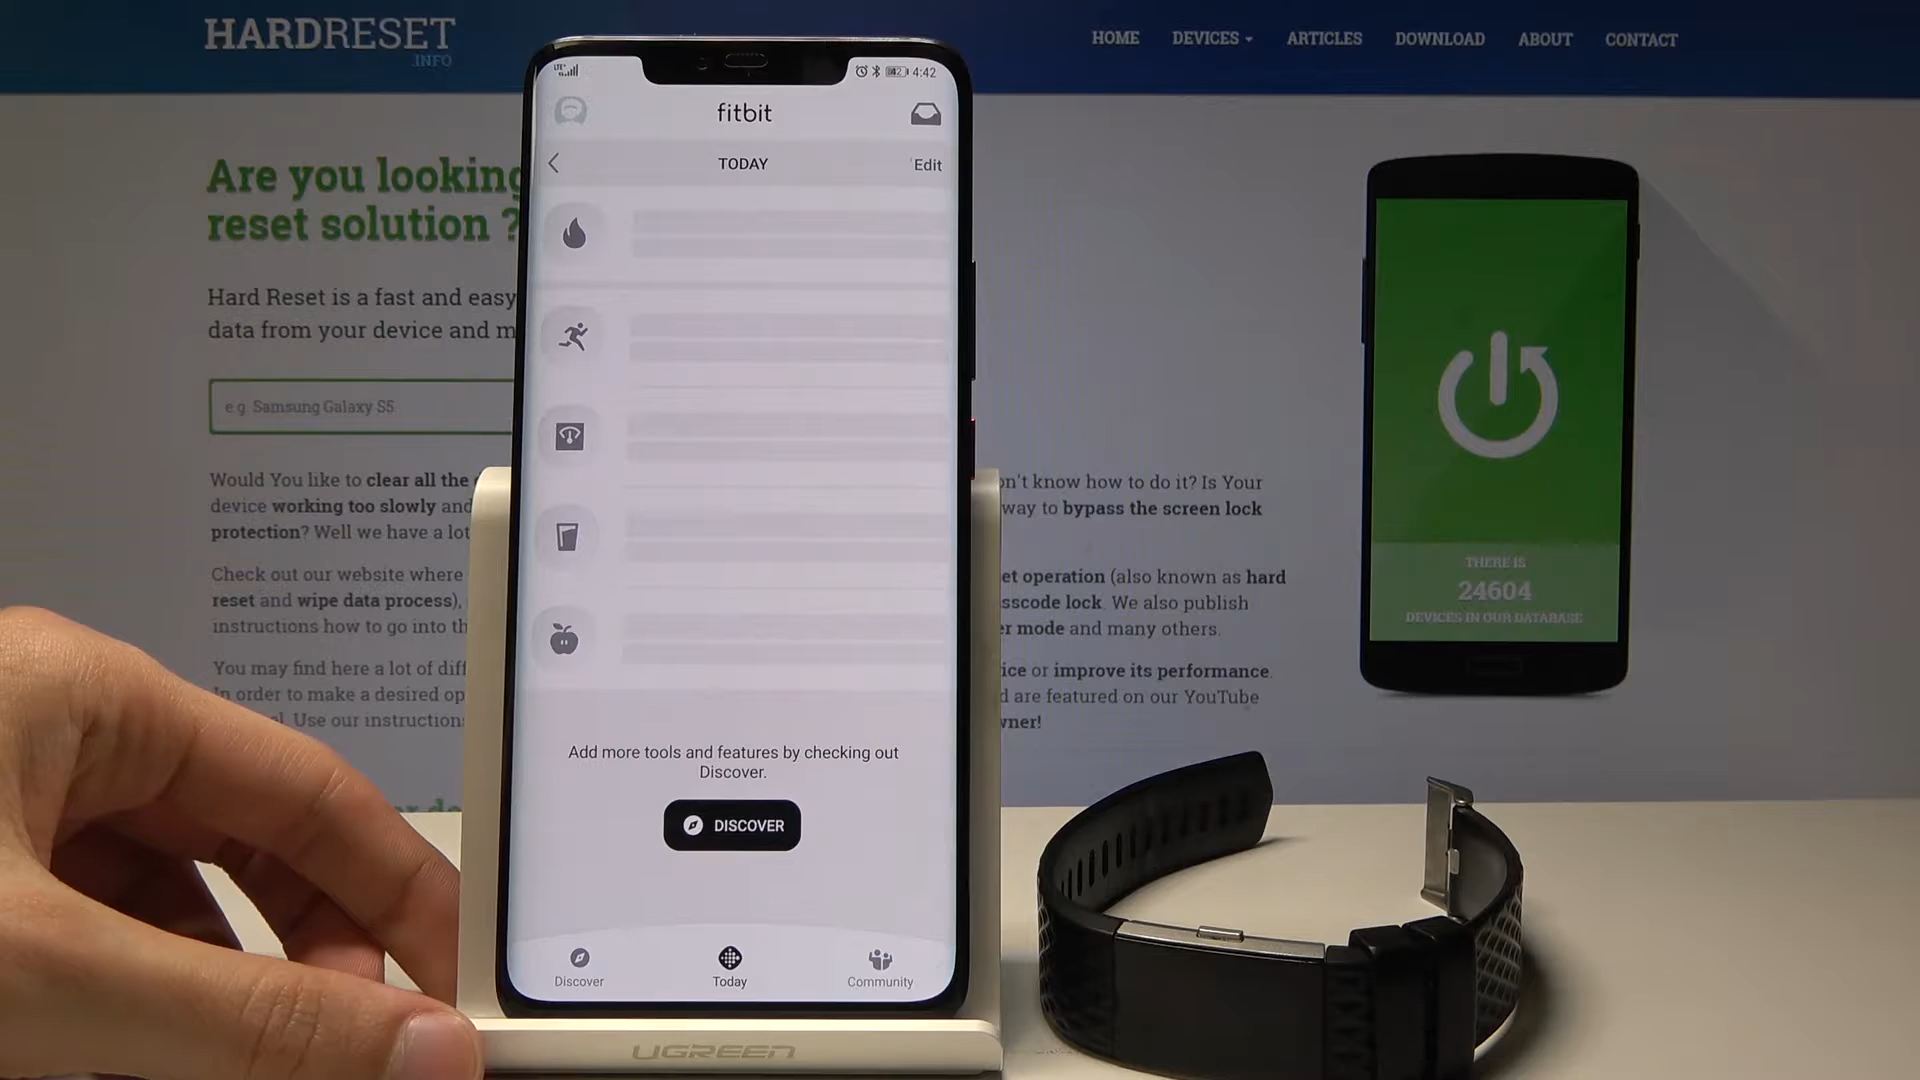 HARDRESET
.INFO
HOME DEVICES ARTICLES DOWNLOAD ABOUT CONTACT
Are you looking
reset solution ?
Hard Reset is a fast and easy
data from your device and m
e.g. Samsung Galaxy S5
Would You like to clear all the
device working too slowly and
protection? Well we have a lot
Check out our website where
reset and wipe data process),
instructions how to go into th
You may find here a lot of diff
In order to make a desired op
Use our instructions
4:42
fitbit
TODAY
Edit
Add more tools and features by checking out
Discover.
DISCOVER
Discover
Today
Community
UGREEN
on't know how to do it? Is Your
way to bypass the screen lock
et operation (also known as hard
sscode lock. We also publish
er mode and many others.
ice or improve its performance.
d are featured on our YouTube
wner!
THERE IS
24604
DEVICES IN OUR DATABASE